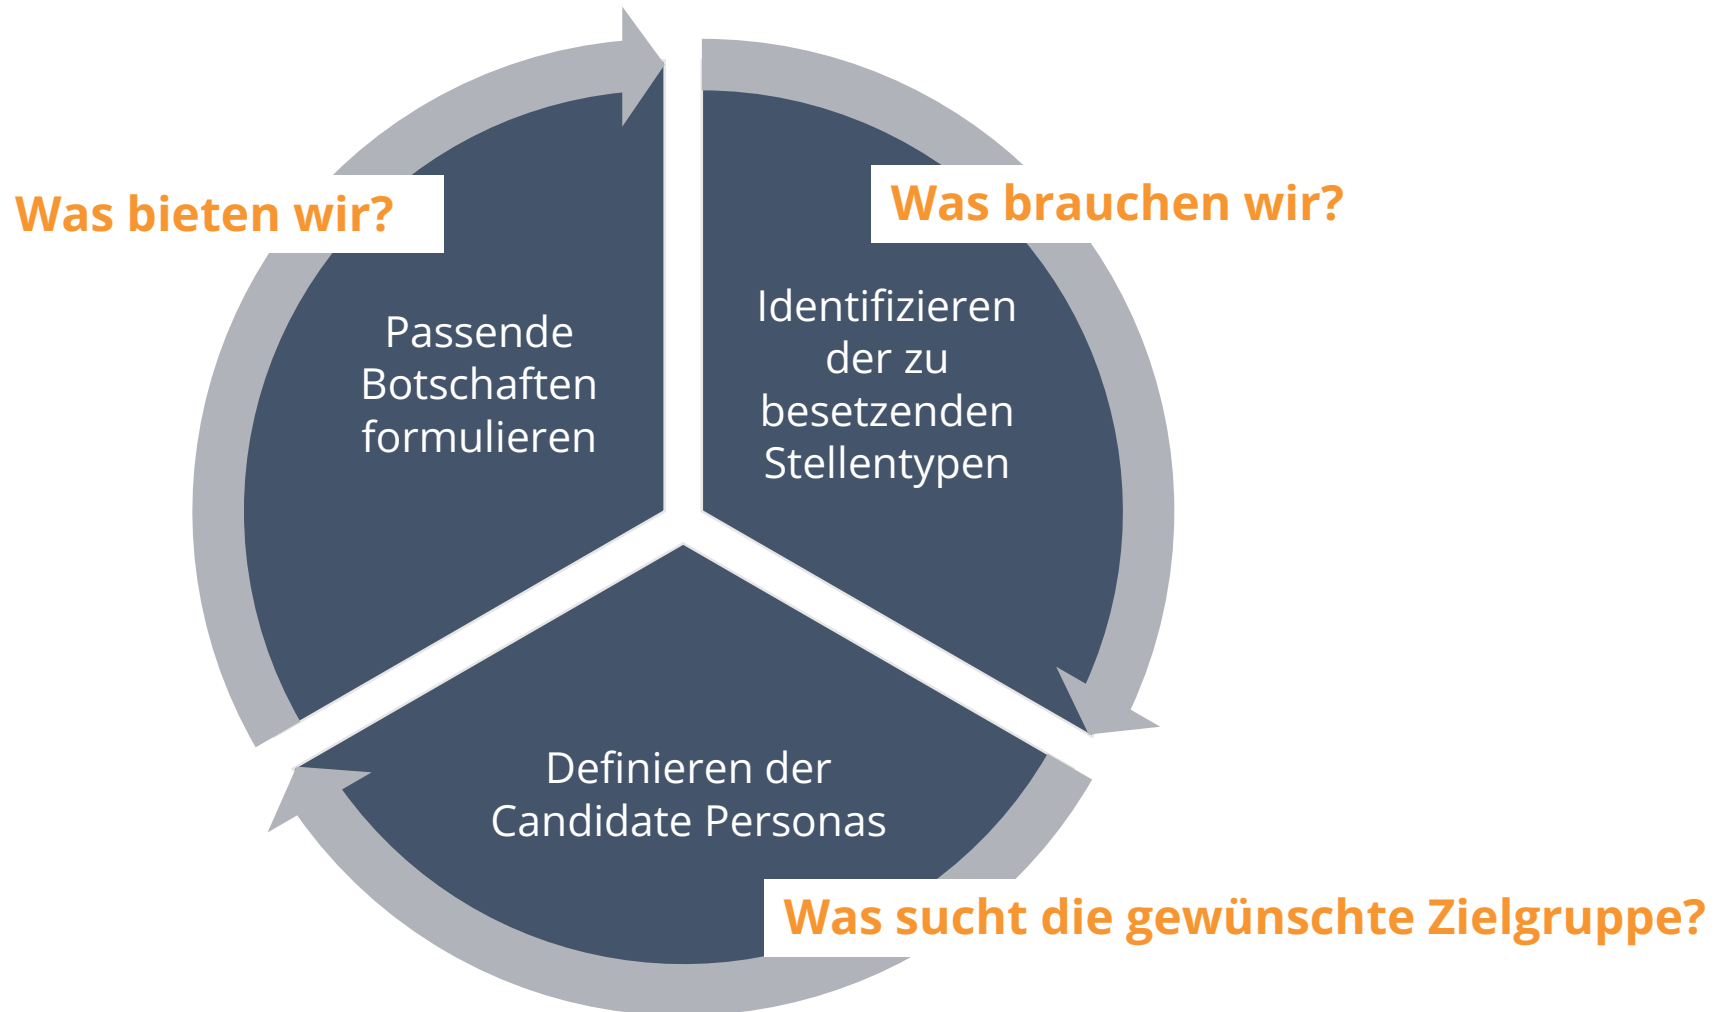 Was bieten wir?
Was brauchen wir?
Passende
Botschaften
formulieren
Identifizieren
der zu
besetzenden
Stellentypen
Definieren der
Candidate Personas
Was sucht die gewünschte Zielgruppe?